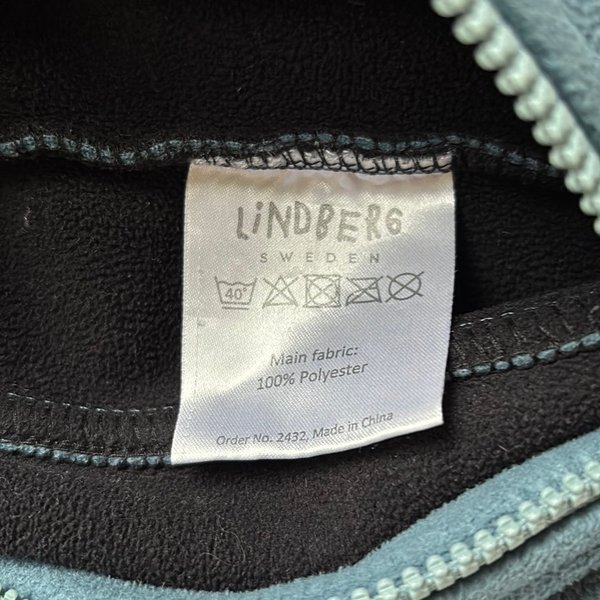 LiNDBERG
SWEDEN
40°
Main fabric:
100% Polyester
Order No. 2432, Made in China